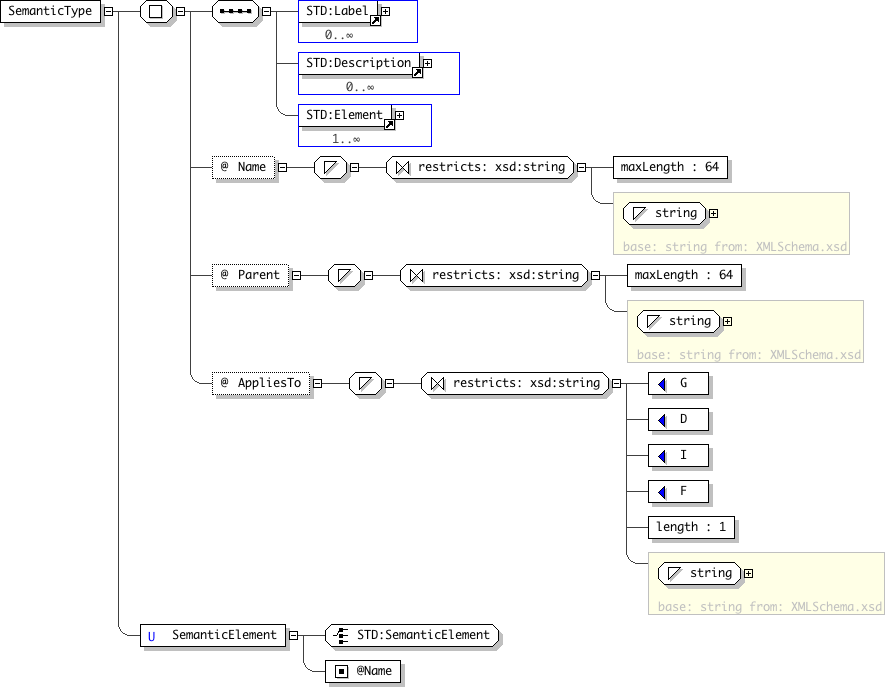 SemanticType
STD:Label
0..∞
STD:Description
0..∞
STD:Element
1..∞
@ Name
restricts: xsd:string
maxLength : 64
string
base: string from: XMLSchema.xsd
@ Parent
restricts: xsd:string
maxLength : 64
string
base: string from: XMLSchema.xsd
@ AppliesTo
restricts: xsd:string
G
D
I
F
length : 1
string
base: string from: XMLSchema.xsd
U SemanticElement
STD:SemanticElement
@Name